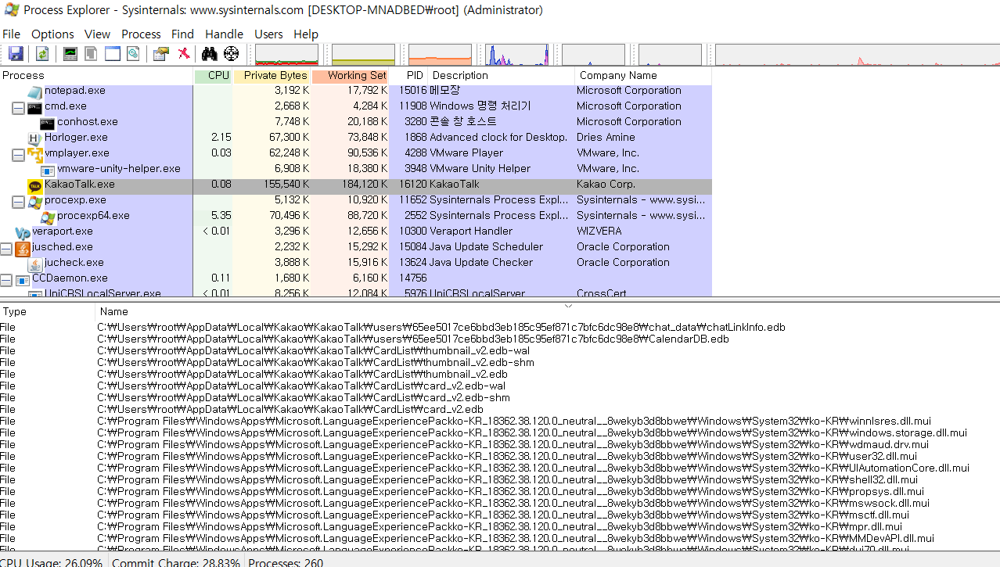 Process Explorer - Sysinternals: www.sysinternals.com [DESKTOP-MNADBED₩root] (Administrator)
File Options View Process Find Handle Users Help
Process CPU Private Bytes Working Set PID Description Company Name
notepad.exe 3,192 K 17,792 K 15016 메모장 Microsoft Corporation
cmd.exe 2,668 K 4,284 K 11908 Windows 명령 처리기 Microsoft Corporation
conhost.exe 7,748 K 20,188 K 3280 콘솔 창 호스트 Microsoft Corporation
Horloger.exe 2.15 67,300 K 73,848 K 1868 Advanced clock for Desktop. Dries Amine
vmplayer.exe 0.03 62,248 K 90,536 K 4288 VMware Player VMware, Inc.
vmware-unity-helper.exe 6,908 K 18,380 K 3948 VMware Unity Helper VMware, Inc.
KakaoTalk.exe 0.08 155,540 K 184,120 K 16120 KakaoTalk Kakao Corp.
procexp.exe 5,132 K 10,920 K 11652 Sysinternals Process Expl... Sysinternals - www.sysi...
procexp64.exe 5.35 70,496 K 88,720 K 2552 Sysinternals Process Expl... Sysinternals - www.sysi...
veraport.exe < 0.01 3,296 K 12,656 K 10300 Veraport Handler WIZVERA
jusched.exe 2,232 K 15,292 K 15084 Java Update Scheduler Oracle Corporation
jucheck.exe 3,888 K 15,916 K 13624 Java Update Checker Oracle Corporation
CCDaemon.exe 0.11 1,680 K 6,160 K 14756
UniCRSLocalServer.exe < 0.01 8,256 K 12,084 K 5976 UniCRSLocalServer CrossCert
Type Name
File C:₩Users₩root₩AppData₩Local₩Kakao₩KakaoTalk₩users₩65ee5017ce6bbd3eb185c95ef871c7bfc6dc98e8₩chat_data₩chatLinkInfo.edb
File C:₩Users₩root₩AppData₩Local₩Kakao₩KakaoTalk₩users₩65ee5017ce6bbd3eb185c95ef871c7bfc6dc98e8₩CalendarDB.edb
File C:₩Users₩root₩AppData₩Local₩Kakao₩KakaoTalk₩CardList₩thumbnail_v2.edb-wal
File C:₩Users₩root₩AppData₩Local₩Kakao₩KakaoTalk₩CardList₩thumbnail_v2.edb-shm
File C:₩Users₩root₩AppData₩Local₩Kakao₩KakaoTalk₩CardList₩thumbnail_v2.edb
File C:₩Users₩root₩AppData₩Local₩Kakao₩KakaoTalk₩CardList₩card_v2.edb-wal
File C:₩Users₩root₩AppData₩Local₩Kakao₩KakaoTalk₩CardList₩card_v2.edb-shm
File C:₩Users₩root₩AppData₩Local₩Kakao₩KakaoTalk₩CardList₩card_v2.edb
File C:₩Program Files₩WindowsApps₩Microsoft.LanguageExperiencePackko-KR_18362.38.120.0_neutral__8wekyb3d8bbwe₩Windows₩System32₩ko-KR₩winnlsres.dll.mui
File C:₩Program Files₩WindowsApps₩Microsoft.LanguageExperiencePackko-KR_18362.38.120.0_neutral__8wekyb3d8bbwe₩Windows₩System32₩ko-KR₩windows.storage.dll.mui
File C:₩Program Files₩WindowsApps₩Microsoft.LanguageExperiencePackko-KR_18362.38.120.0_neutral__8wekyb3d8bbwe₩Windows₩System32₩ko-KR₩wdmaud.drv.mui
File C:₩Program Files₩WindowsApps₩Microsoft.LanguageExperiencePackko-KR_18362.38.120.0_neutral__8wekyb3d8bbwe₩Windows₩System32₩ko-KR₩user32.dll.mui
File C:₩Program Files₩WindowsApps₩Microsoft.LanguageExperiencePackko-KR_18362.38.120.0_neutral__8wekyb3d8bbwe₩Windows₩System32₩ko-KR₩UIAutomationCore.dll.mui
File C:₩Program Files₩WindowsApps₩Microsoft.LanguageExperiencePackko-KR_18362.38.120.0_neutral__8wekyb3d8bbwe₩Windows₩System32₩ko-KR₩shell32.dll.mui
File C:₩Program Files₩WindowsApps₩Microsoft.LanguageExperiencePackko-KR_18362.38.120.0_neutral__8wekyb3d8bbwe₩Windows₩System32₩ko-KR₩propsys.dll.mui
File C:₩Program Files₩WindowsApps₩Microsoft.LanguageExperiencePackko-KR_18362.38.120.0_neutral__8wekyb3d8bbwe₩Windows₩System32₩ko-KR₩mswsock.dll.mui
File C:₩Program Files₩WindowsApps₩Microsoft.LanguageExperiencePackko-KR_18362.38.120.0_neutral__8wekyb3d8bbwe₩Windows₩System32₩ko-KR₩msctf.dll.mui
File C:₩Program Files₩WindowsApps₩Microsoft.LanguageExperiencePackko-KR_18362.38.120.0_neutral__8wekyb3d8bbwe₩Windows₩System32₩ko-KR₩mpr.dll.mui
File C:₩Program Files₩WindowsApps₩Microsoft.LanguageExperiencePackko-KR_18362.38.120.0_neutral__8wekyb3d8bbwe₩Windows₩System32₩ko-KR₩MMDevAPI.dll.mui
File C:₩Program Files₩WindowsApps₩Microsoft.LanguageExperiencePackko-KR_18362.38.120.0_neutral__8wekyb3d8bbwe₩Windows₩System32₩ko-KR₩dui70.dll.mui
CPU Usage: 26.09% Commit Charge: 28.83% Processes: 260